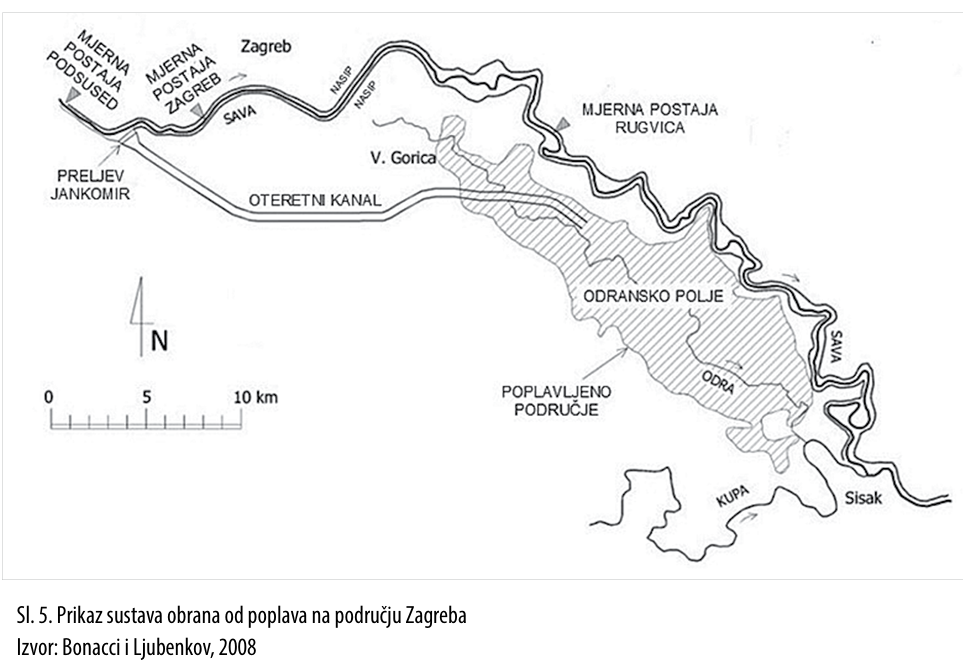 MJERNA
POSTAJA
PODSUSED
MJERNA
POSTAJA
ZAGREB
Zagreb
SAVA
NASIP
NASIP
MJERNA POSTAJA
RUGVICA
V. Gorica
PRELJEV
JANKOMIR
OTERETNI KANAL
ODRANSKO POLJE
N
SAVA
0 5 10 km
ODRA
POPLAVLJENO
PODRUČJE
KUPA
Sisak
Sl. 5. Prikaz sustava obrana od poplava na području Zagreba
Izvor: Bonacci i Ljubenkov, 2008